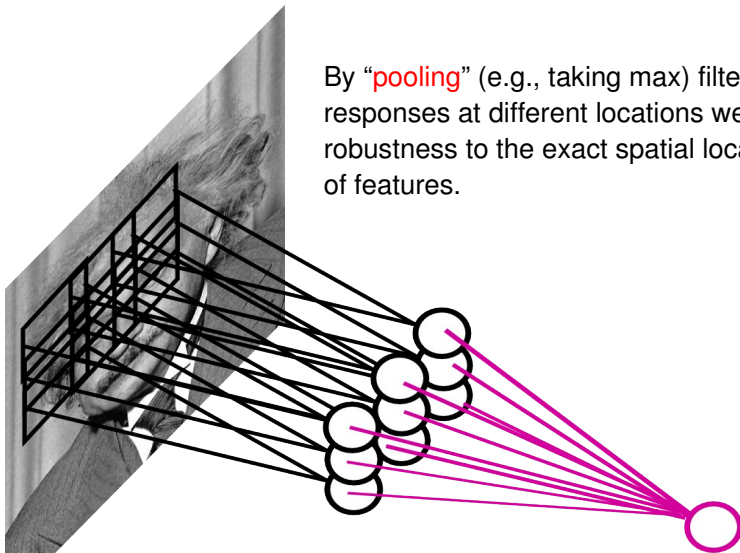 By “pooling” (e.g., taking max) filte
responses at different locations we
robustness to the exact spatial loca
of features.